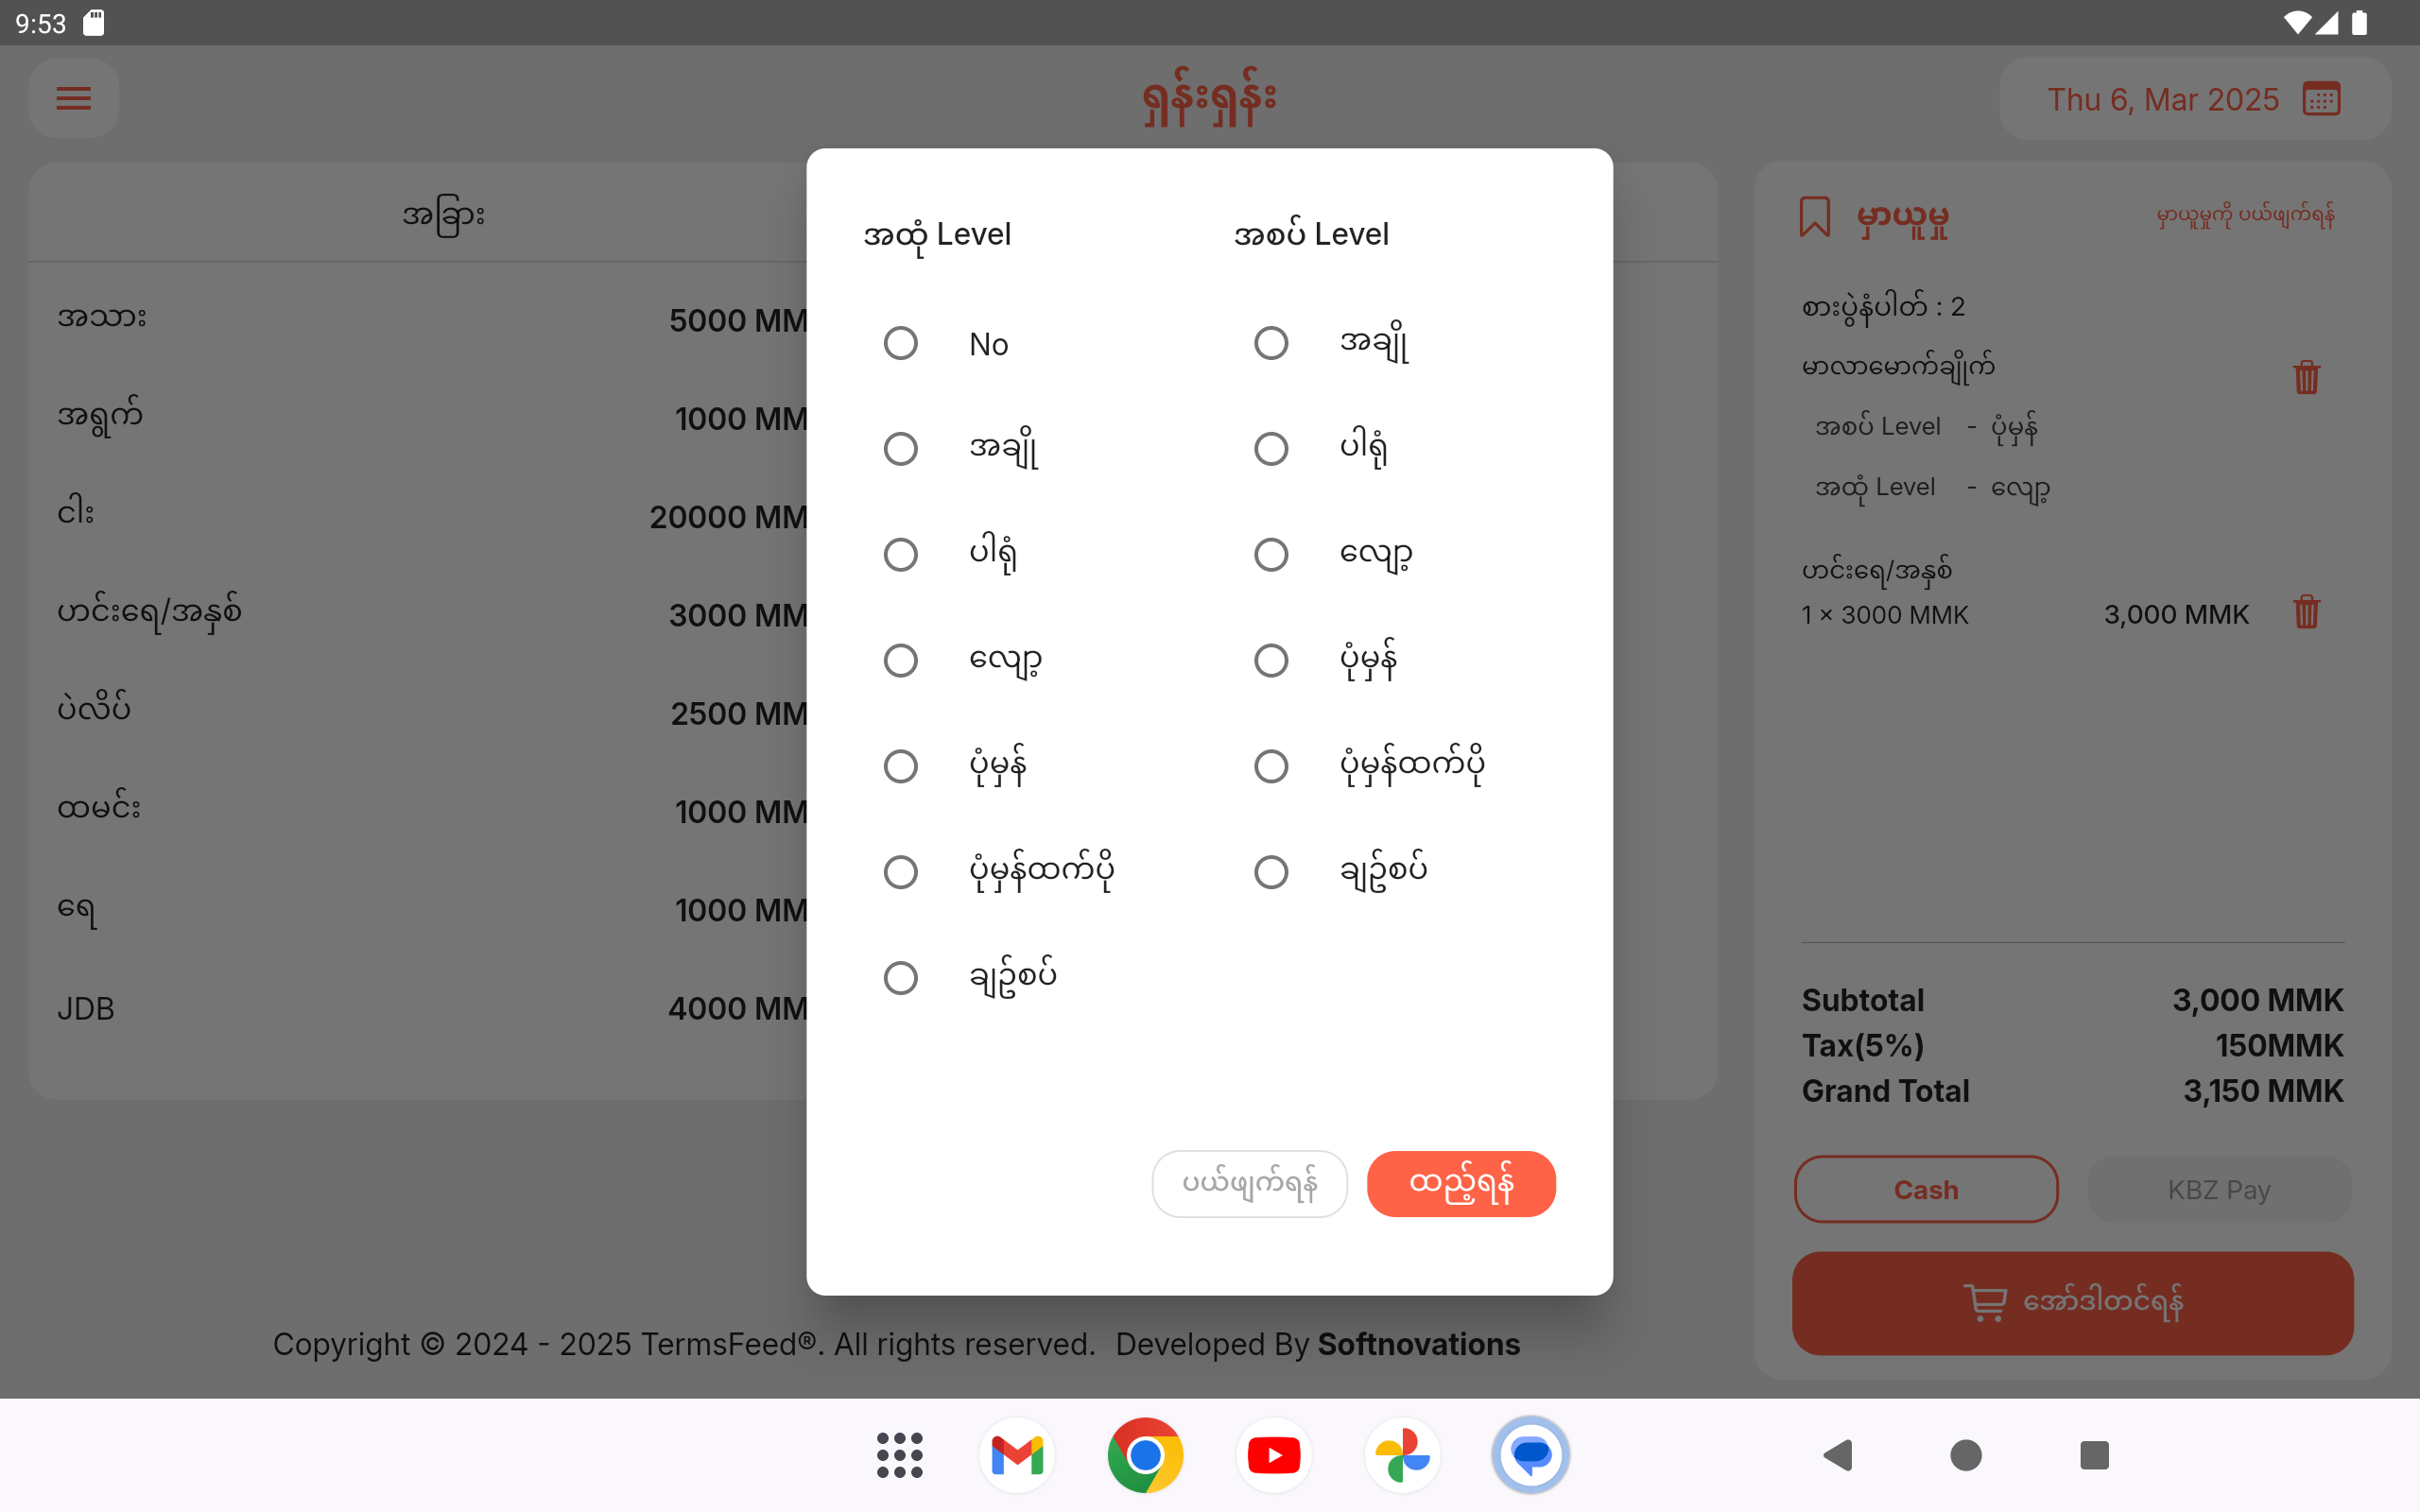 9:53
ရှန်းရှန်း
Thu 6, Mar 2025
အခြား
အသား 5000 MM
အရွက် 1000 MM
ငါး 20000 MM
ဟင်းရေ/အနှစ် 3000 MM
ပဲလိပ် 2500 MM
ထမင်း 1000 MM
ရေ 1000 MM
JDB 4000 MM
အထုံ Level
No
အချို
ပါရုံ
လျော့
ပုံမှန်
ပုံမှန်ထက်ပို
ချဉ်စပ်
အစပ် Level
အချို
ပါရုံ
လျော့
ပုံမှန်
ပုံမှန်ထက်ပို
ချဉ်စပ်
ပယ်ဖျက်ရန် ထည့်ရန်
မှာယူမှု မှာယူမှုကို ပယ်ဖျက်ရန်
စားပွဲနံပါတ် : 2
မာလာမောက်ချိုက်
အစပ် Level - ပုံမှန်
အထုံ Level - လျော့
ဟင်းရေ/အနှစ်
1 × 3000 MMK 3,000 MMK
Subtotal 3,000 MMK
Tax(5%) 150MMK
Grand Total 3,150 MMK
Cash KBZ Pay
အော်ဒါတင်ရန်
Copyright © 2024 - 2025 TermsFeed®. All rights reserved. Developed By Softnovations